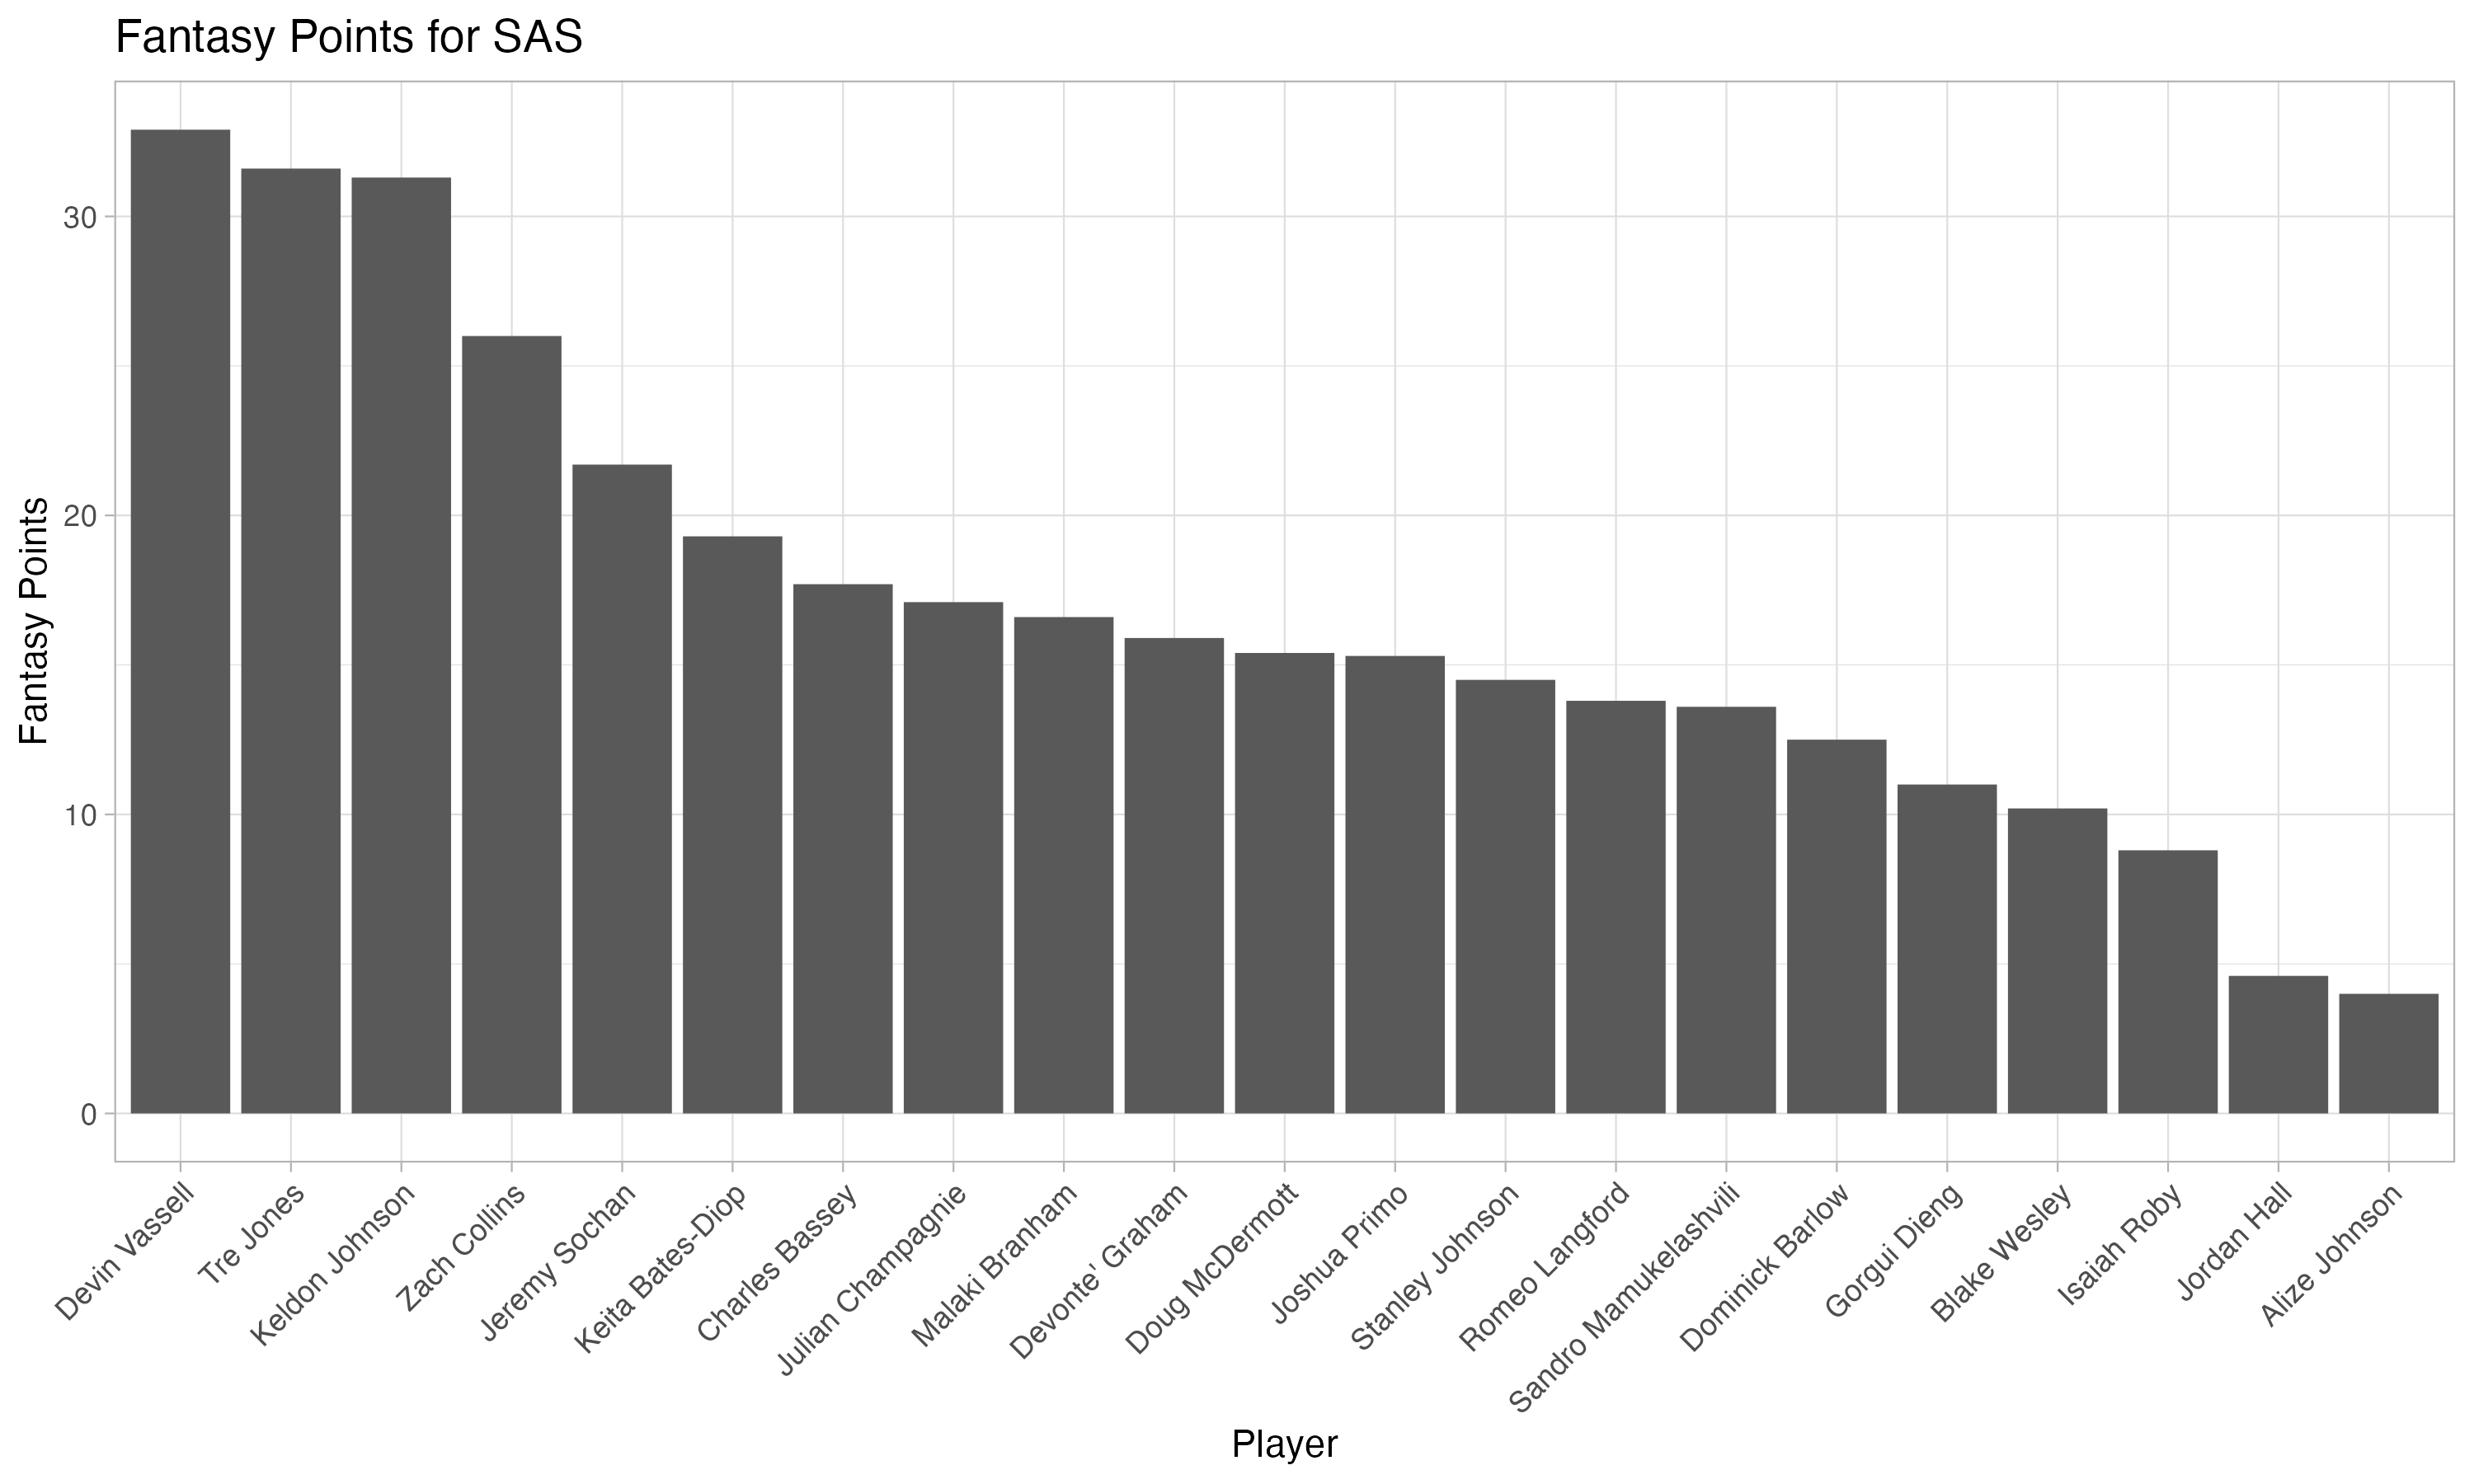 Fantasy Points for SAS
Fantasy Points
30
20
10
0
Devin Vassell
Tre Jones
Keldon Johnson
Zach Collins
Jeremy Sochan
Keita Bates-Diop
Charles Bassey
Julian Champagnie
Malaki Branham
Devonte' Graham
Doug McDermott
Joshua Primo
Stanley Johnson
Romeo Langford
Sandro Mamukelashvili
Dominick Barlow
Gorgui Dieng
Blake Wesley
Isaiah Roby
Jordan Hall
Alize Johnson
Player